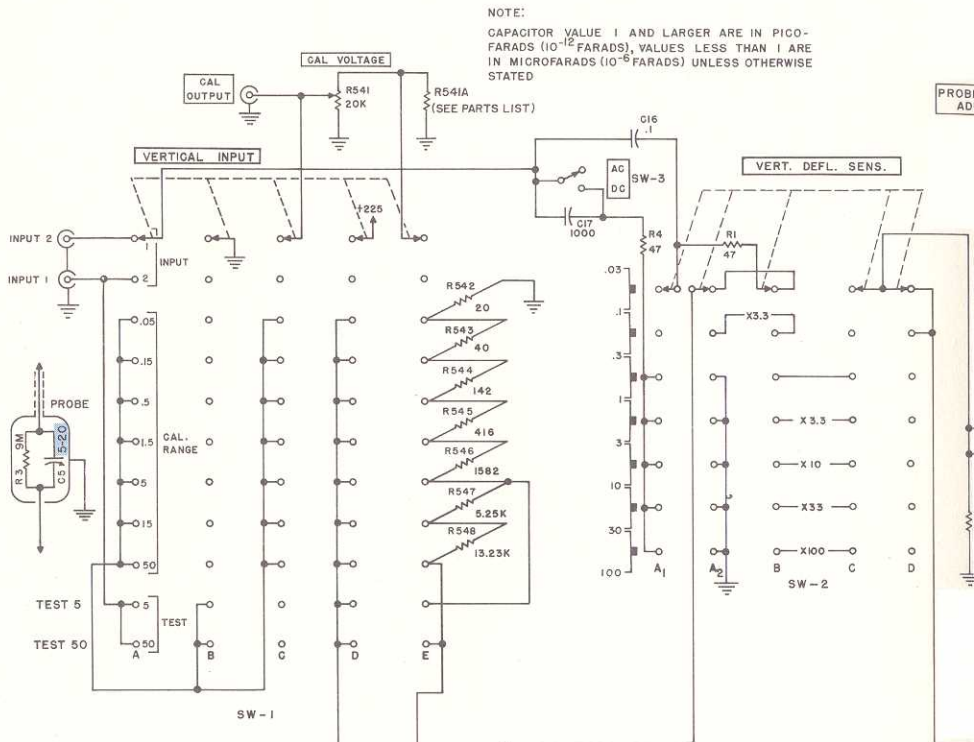 NOTE:
CAPACITOR VALUE 1 AND LARGER ARE IN PICO-
FARADS (10-12 FARADS), VALUES LESS THAN 1 ARE
IN MICROFARADS (10-6 FARADS) UNLESS OTHERWISE
STATED
CAL VOLTAGE
CAL
OUTPUT
R541
20K
R541A
(SEE PARTS LIST)
PROBE
AD
C16
.1
VERTICAL INPUT
AC
DC
SW-3
VERT. DEFL. SENS.
+225
C17
1000
R4
47
R1
47
INPUT 2
1
INPUT
INPUT 1
2
R542
20
R543
40
R544
142
R545
416
R546
1582
R547
5.25K
R548
13.23K
.05
.15
.5
1.5
5
15
50
CAL.
RANGE
PROBE
R3
9M
C5
5-20
.03
.1
.3
1
3
10
30
100
X3.3
X3.3
X10
X33
X100
A1
A2
B
C
D
SW-2
TEST 5
5
TEST
TEST 50
50
A
B
C
D
E
SW-1